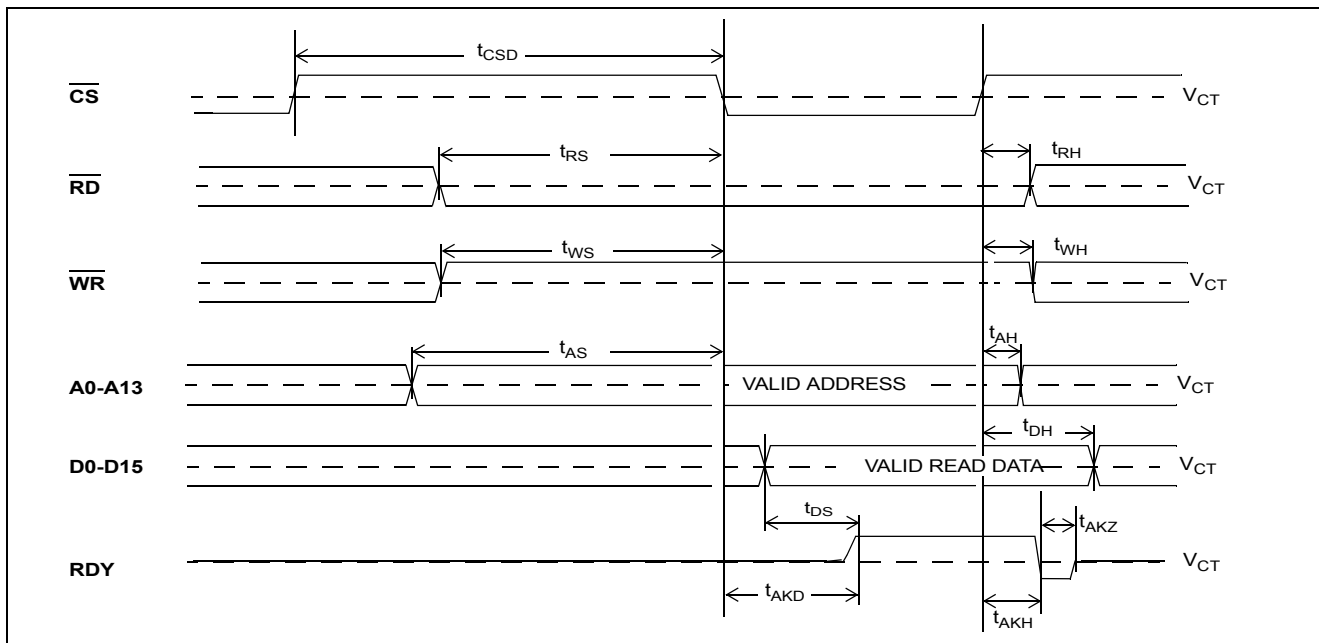 tCSD
CS
VCT
tRS
tRH
RD
VCT
tWS
tWH
WR
VCT
tAS
tAH
A0-A13
VALID ADDRESS
VCT
tDH
D0-D15
VALID READ DATA
VCT
tDS
tAKZ
RDY
VCT
tAKD
tAKH